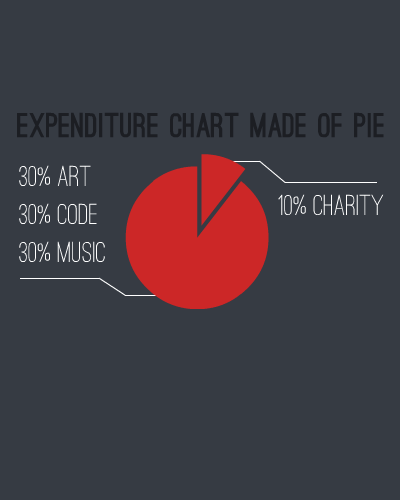 EXPENDITURE CHART MADE OF PIE
30% ART
30% CODE
30% MUSIC
10% CHARITY